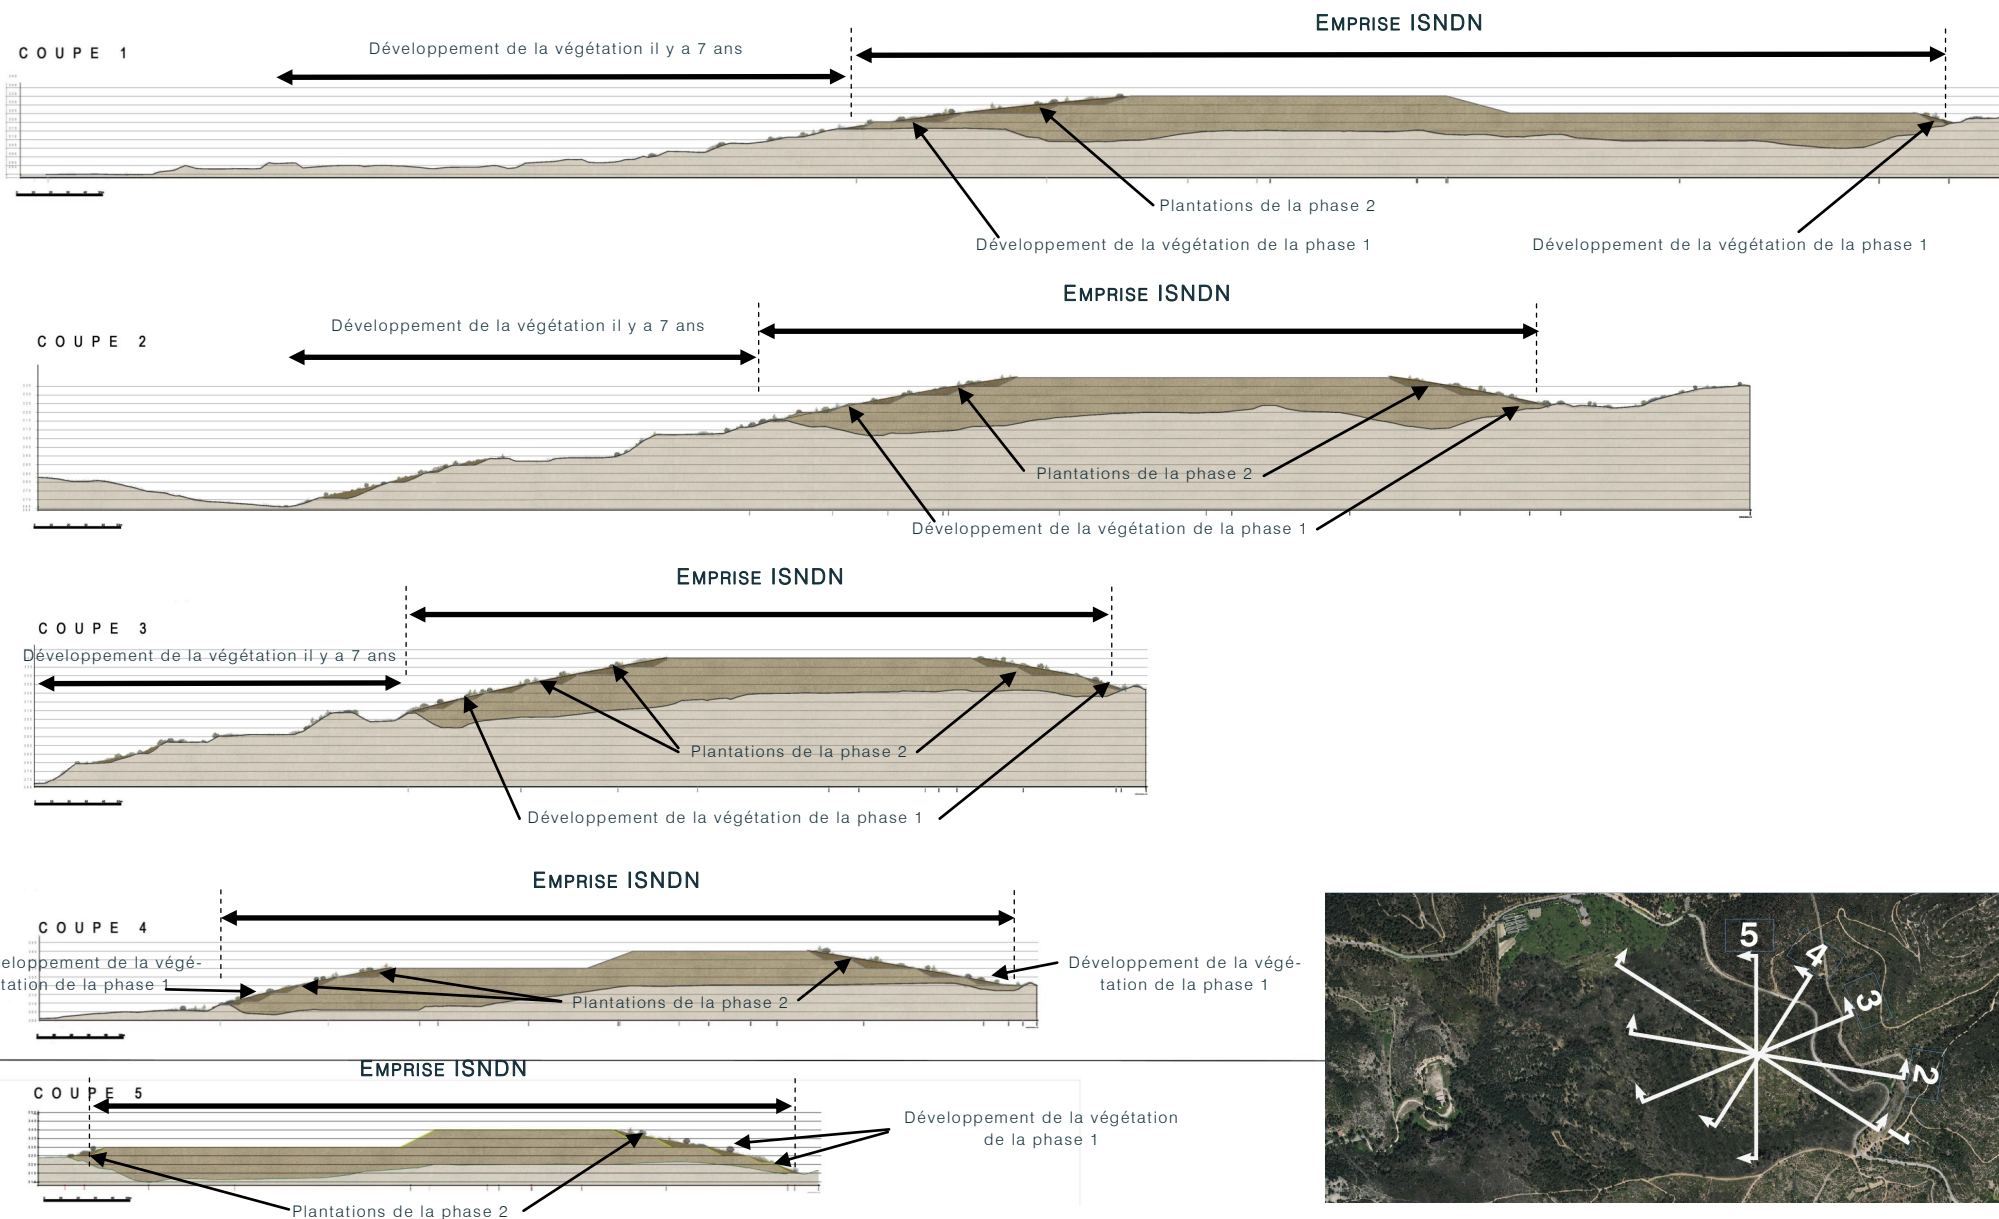 EMPRISE ISNDN
COUPE 1
Développement de la végétation il y a 7 ans
Plantations de la phase 2
Développement de la végétation de la phase 1
Développement de la végétation de la phase 1
EMPRISE ISNDN
Développement de la végétation il y a 7 ans
COUPE 2
Plantations de la phase 2
Développement de la végétation de la phase 1
EMPRISE ISNDN
COUPE 3
Développement de la végétation il y a 7 ans
Plantations de la phase 2
Développement de la végétation de la phase 1
EMPRISE ISNDN
COUPE 4
eloppement de la végé-
tation de la phase 1
Plantations de la phase 2
Développement de la végé-
tation de la phase 1
EMPRISE ISNDN
COUPE 5
Développement de la végétation
de la phase 1
Plantations de la phase 2
5
4
3
2
1